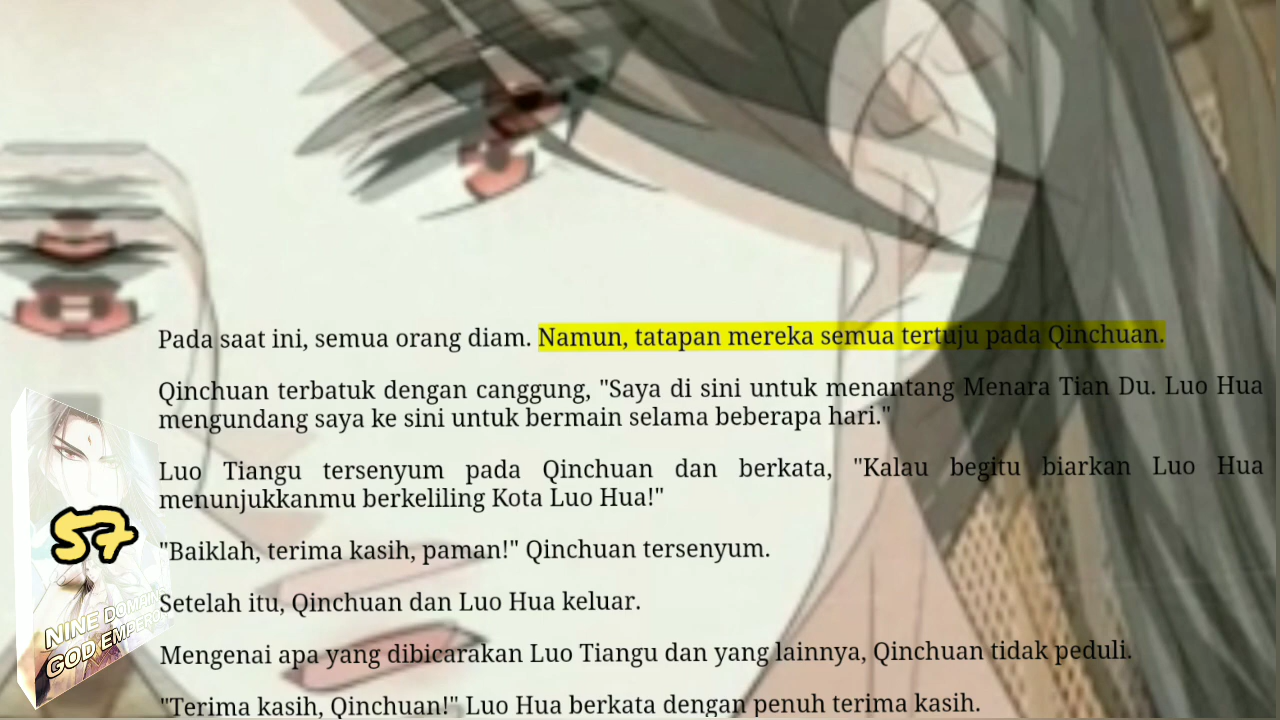 Pada saat ini, semua orang diam. Namun, tatapan mereka semua tertuju pada Qinchuan.
Qinchuan terbatuk dengan canggung, "Saya di sini untuk menantang Menara Tian Du. Luo Hua
mengundang saya ke sini untuk bermain selama beberapa hari."
Luo Tiangu tersenyum pada Qinchuan dan berkata, "Kalau begitu biarkan Luo Hua
menunjukkanmu berkeliling Kota Luo Hua!"
"Baiklah, terima kasih, paman!" Qinchuan tersenyum.
Setelah itu, Qinchuan dan Luo Hua keluar.
Mengenai apa yang dibicarakan Luo Tiangu dan yang lainnya, Qinchuan tidak peduli.
"Terima kasih, Qinchuan!" Luo Hua berkata dengan penuh terima kasih.
57
NINE DOMAIN
GOD EMPEROR